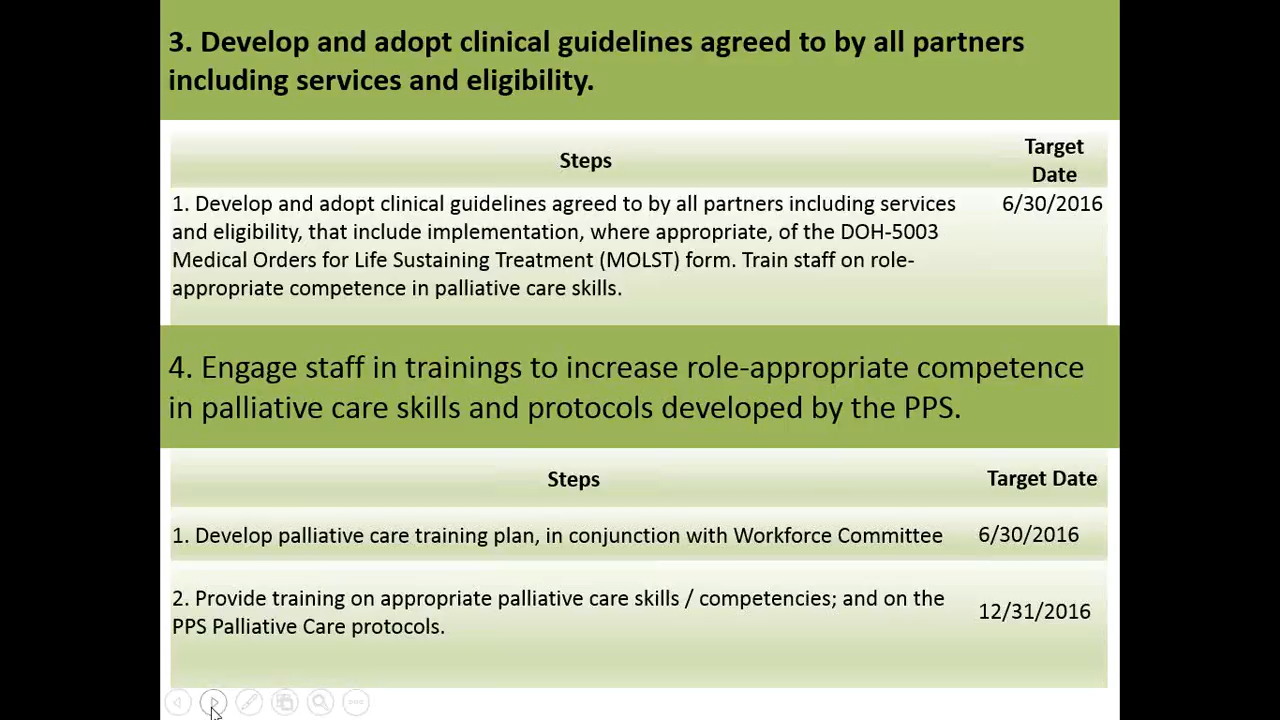 3. Develop and adopt clinical guidelines agreed to by all partners
including services and eligibility.
Steps
Target
Date
1. Develop and adopt clinical guidelines agreed to by all partners including services
and eligibility, that include implementation, where appropriate, of the DOH-5003
Medical Orders for Life Sustaining Treatment (MOLST) form. Train staff on role-
appropriate competence in palliative care skills.
6/30/2016
4. Engage staff in trainings to increase role-appropriate competence
in palliative care skills and protocols developed by the PPS.
Steps
Target Date
1. Develop palliative care training plan, in conjunction with Workforce Committee
6/30/2016
2. Provide training on appropriate palliative care skills / competencies; and on the
PPS Palliative Care protocols.
12/31/2016